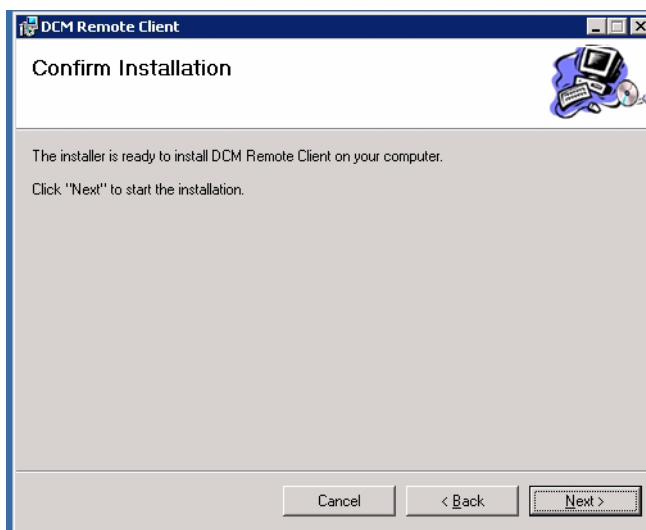 DCM Remote Client
Confirm Installation
The installer is ready to install DCM Remote Client on your computer.
Click "Next" to start the installation.
Cancel
< Back
Next >